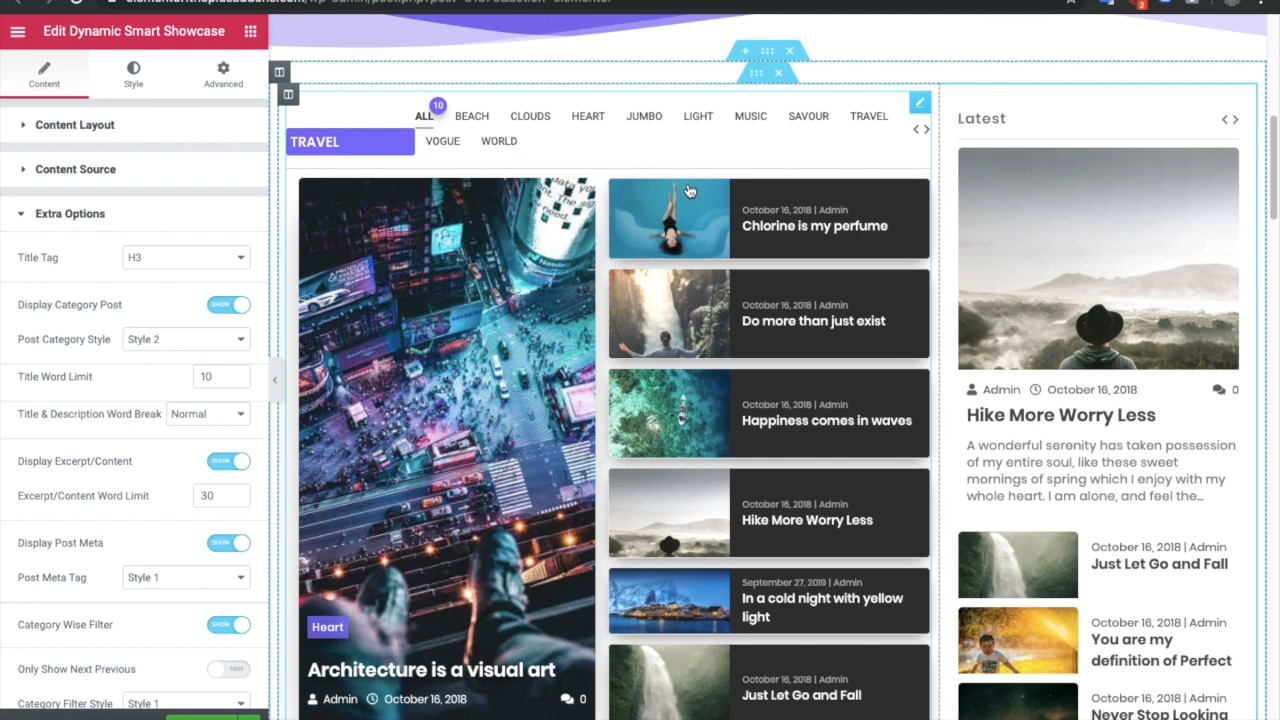 Edit Dynamic Smart Showcase
Content
Style
Advanced
Content Layout
Content Source
Extra Options
Title Tag
H3
Display Category Post
SHOW
Post Category Style
Style 2
Title Word Limit
10
Title & Description Word Break
Normal
Display Excerpt/Content
SHOW
Excerpt/Content Word Limit
30
Display Post Meta
SHOW
Post Meta Tag
Style 1
Category Wise Filter
SHOW
Only Show Next Previous
HIDE
Category Filter Style
Style 1
2
TRAVEL
ALL 10 BEACH CLOUDS HEART JUMBO LIGHT MUSIC SAVOUR TRAVEL
VOGUE WORLD
Heart
Architecture is a visual art
Admin October 16, 2018 0
October 16, 2018 | Admin
Chlorine is my perfume
October 16, 2018 | Admin
Do more than just exist
October 16, 2018 | Admin
Happiness comes in waves
October 16, 2018 | Admin
Hike More Worry Less
September 27, 2019 | Admin
In a cold night with yellow
light
October 16, 2018 | Admin
Just Let Go and Fall
Latest
Admin October 16, 2018 0
Hike More Worry Less
A wonderful serenity has taken possession
of my entire soul, like these sweet
mornings of spring which I enjoy with my
whole heart. I am alone, and feel the...
October 16, 2018 | Admin
Just Let Go and Fall
October 16, 2018 | Admin
You are my
definition of Perfect
October 16, 2018 | Admin
Never Stop Looking